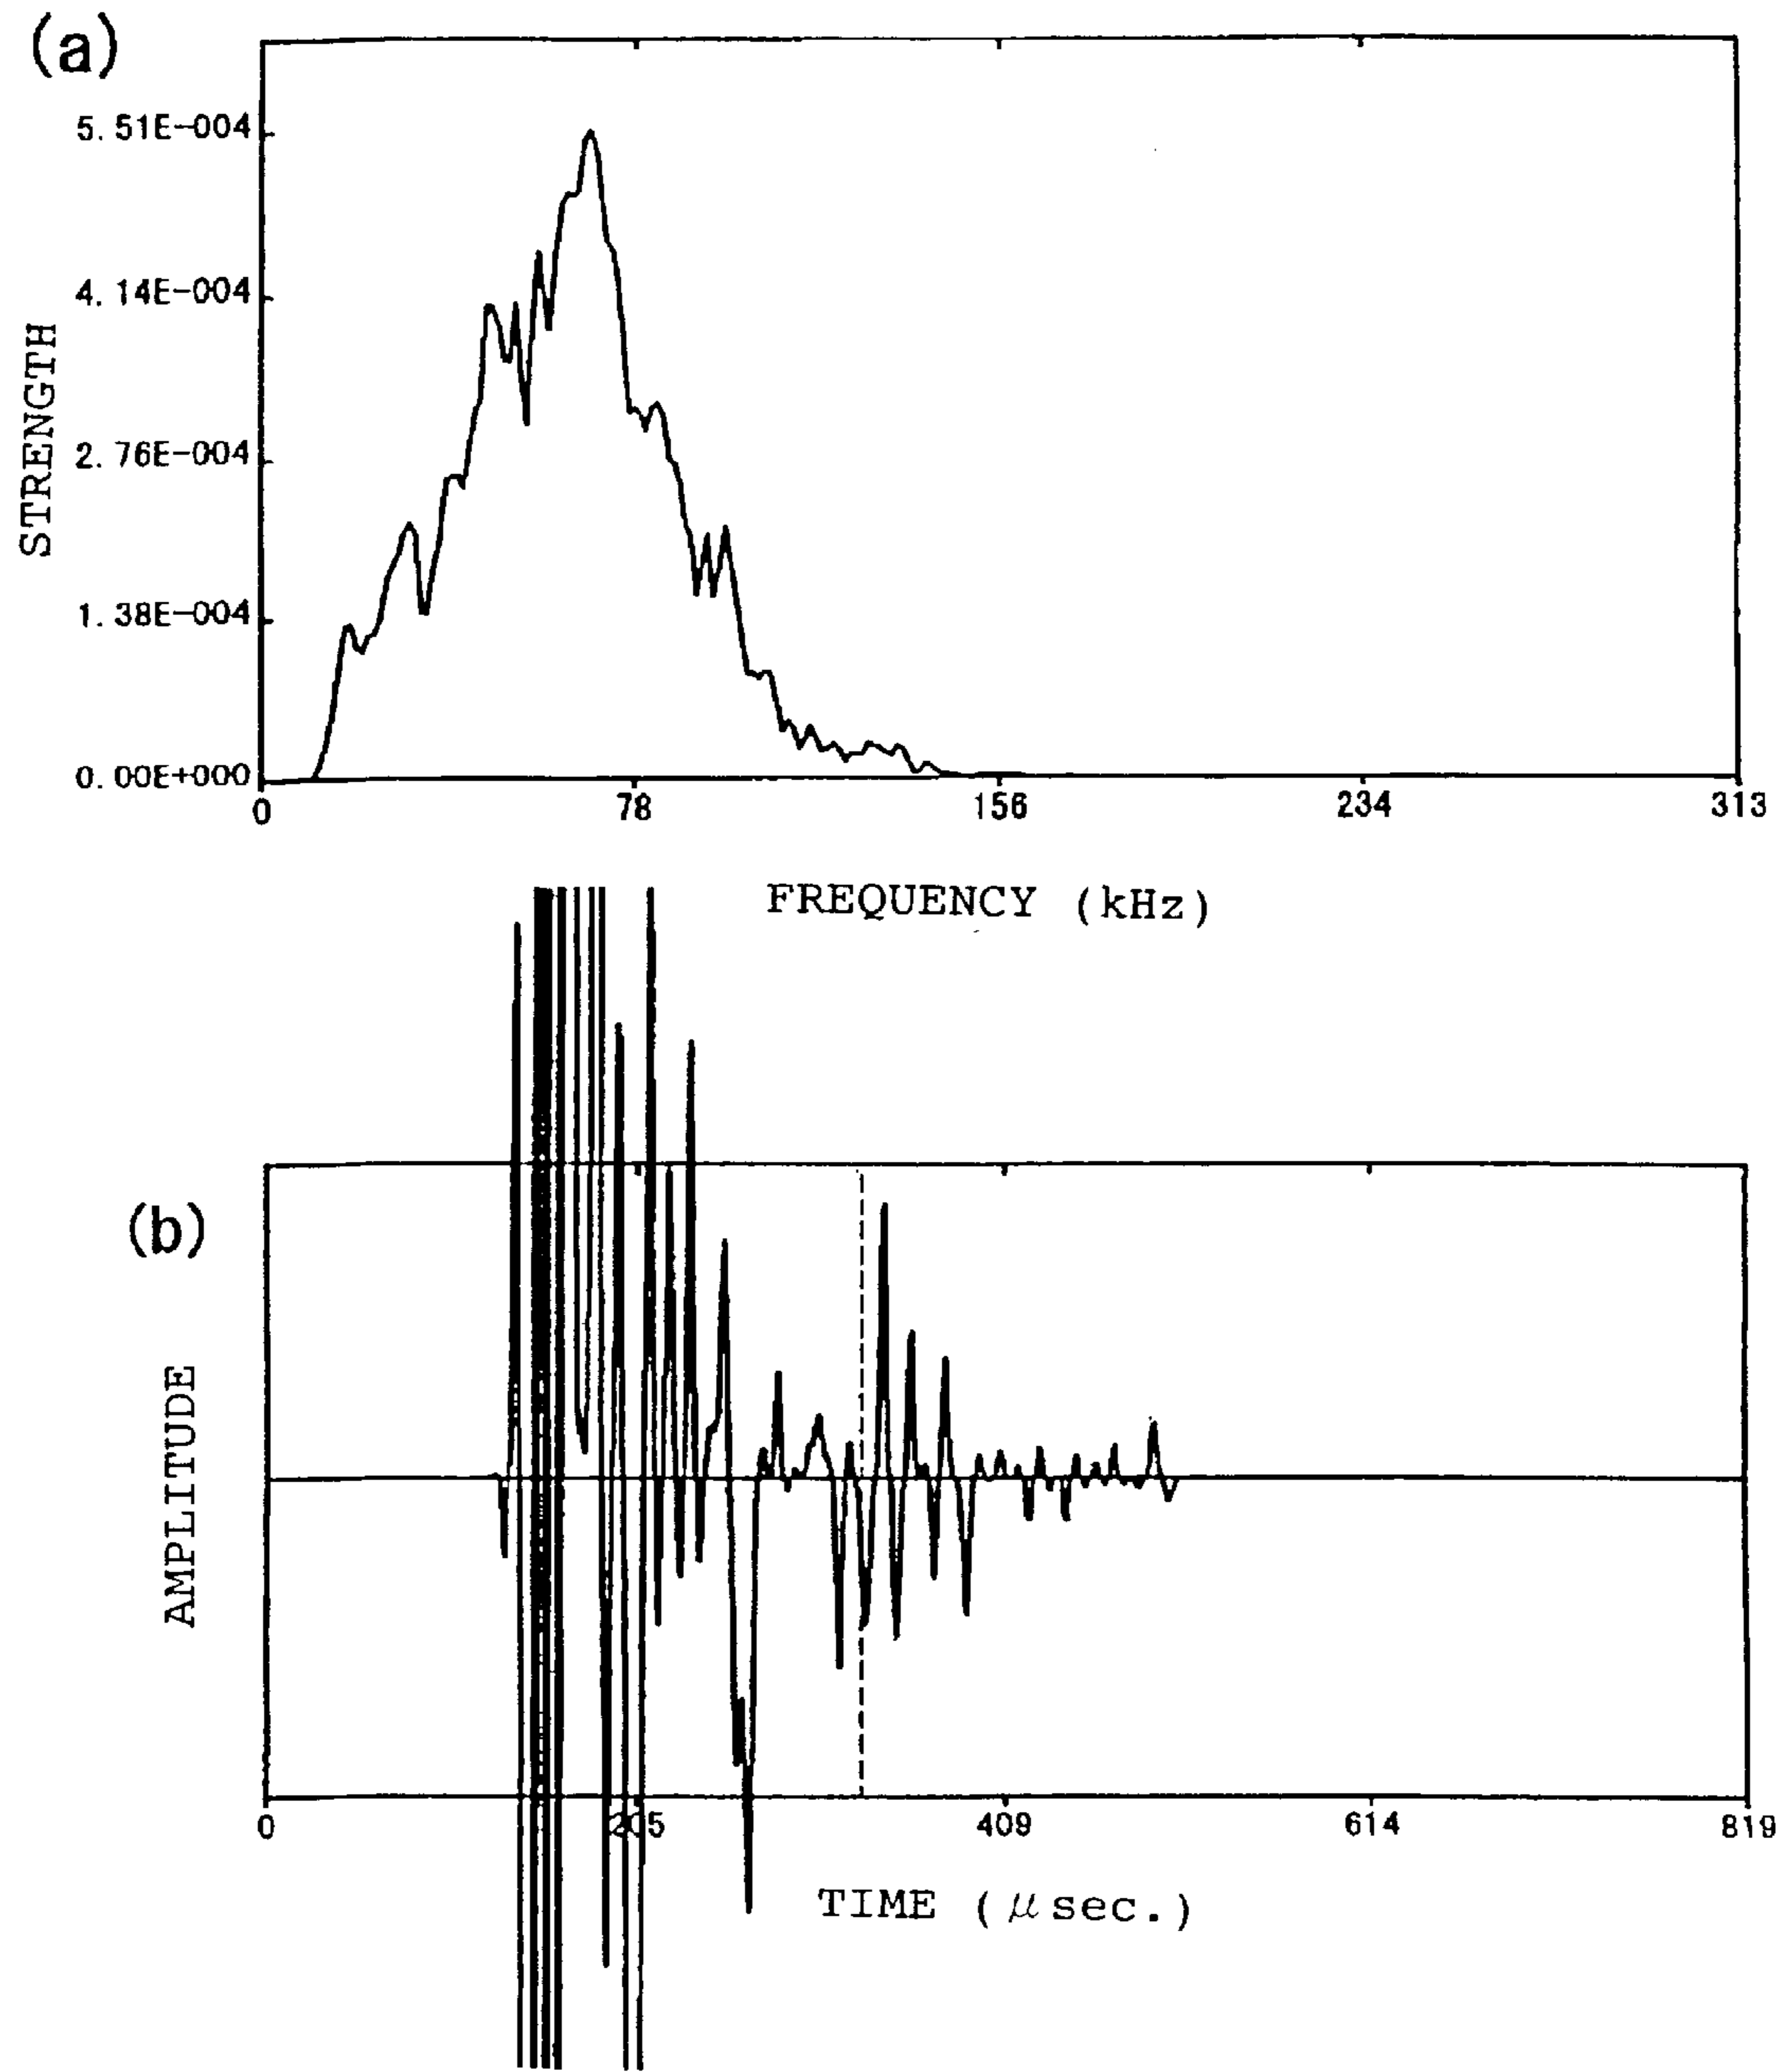 (a)
5.51E-004
4.14E-004
2.76E-004
1.38E-004
0.00E+000
STRENGTH
0 78 156 234 313
FREQUENCY (kHz)
(b)
AMPLITUDE
0 205 409 614 819
TIME (μsec.)